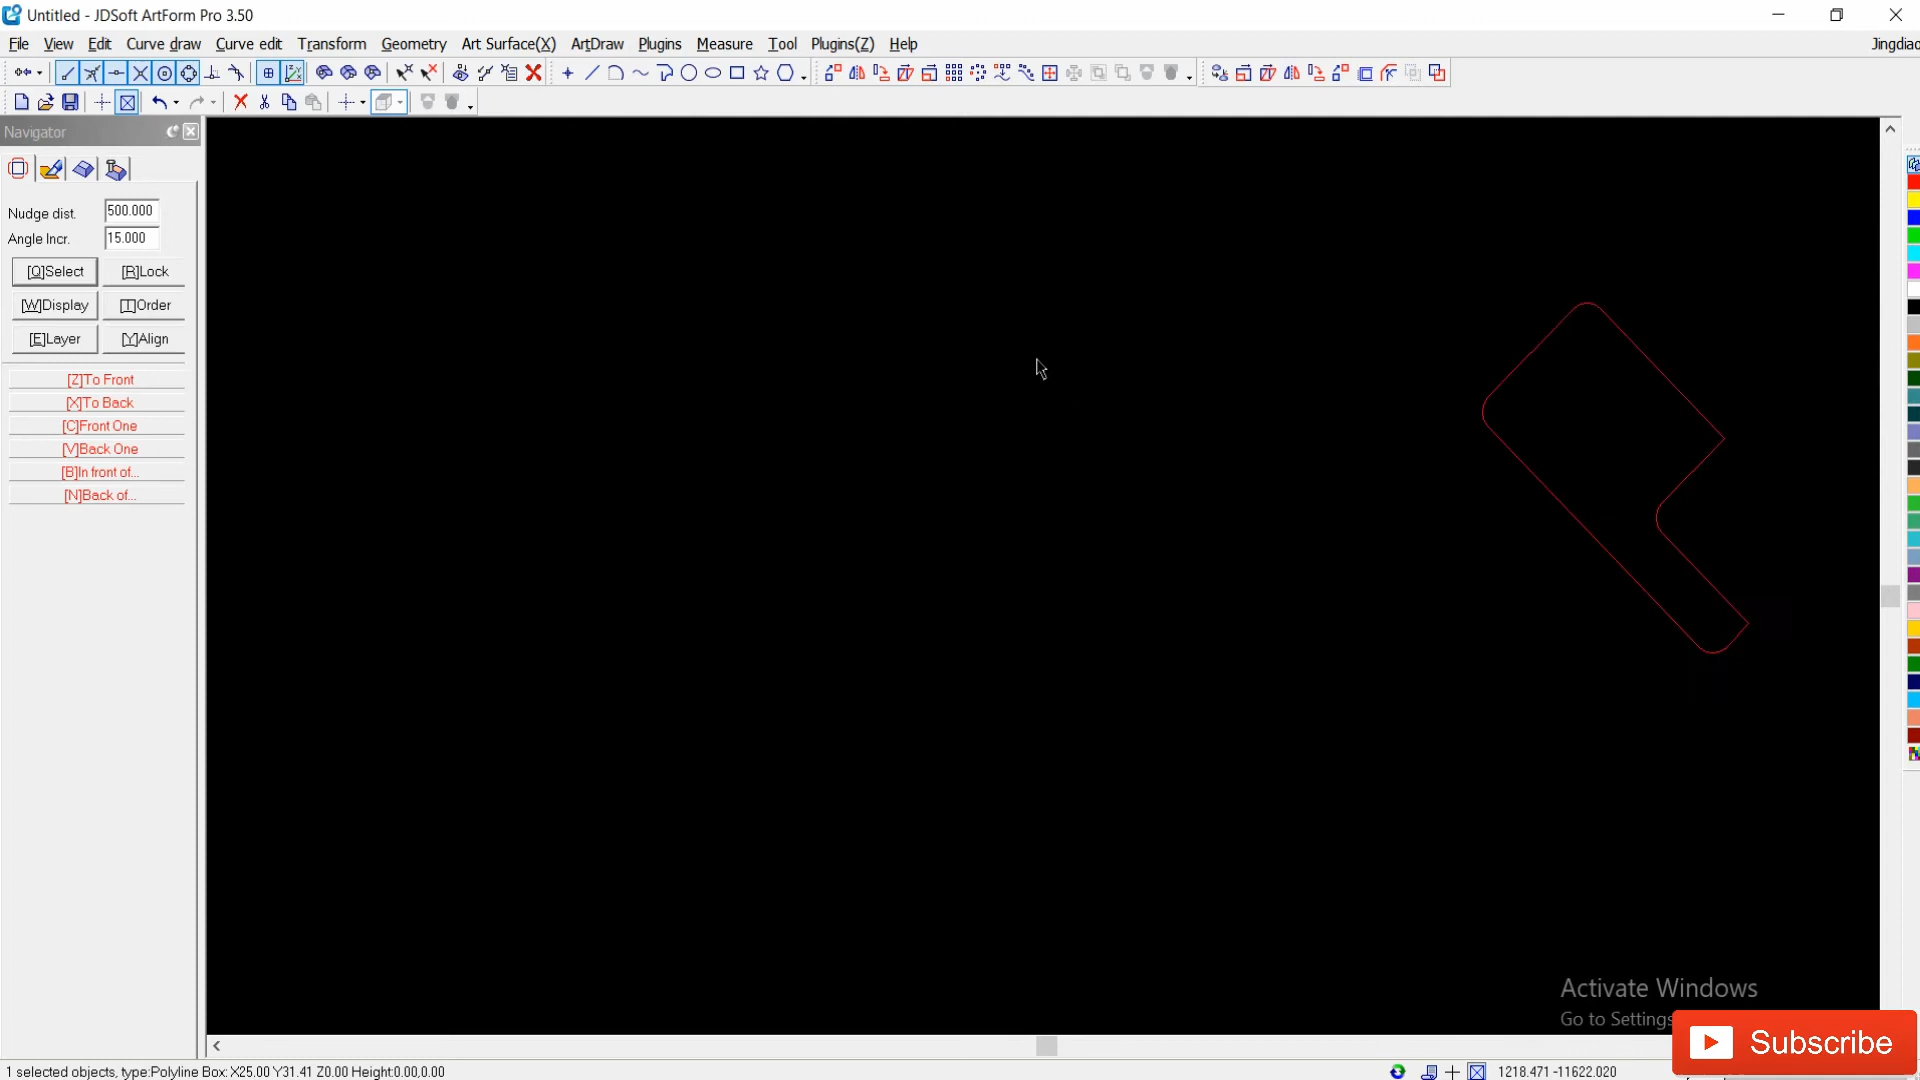 Untitled - JDSoft ArtForm Pro 3.50
File View Edit Curve draw Curve edit Transform Geometry Art Surface(X) ArtDraw Plugins Measure Tool Plugins(Z) Help Jingdiao
Navigator
Nudge dist. 500.000
Angle Incr. 15.000
[Q]Select [R]Lock
[W]Display [T]Order
[E]Layer [Y]Align
[Z]To Front
[X]To Back
[C]Front One
[V]Back One
[B]In front of...
[N]Back of...
Activate Windows
Go to Settings
Subscribe
1 selected objects, type:Polyline Box: X25.00 Y31.41 Z0.00 Height:0.00,0.00 1218.471 -11622.020